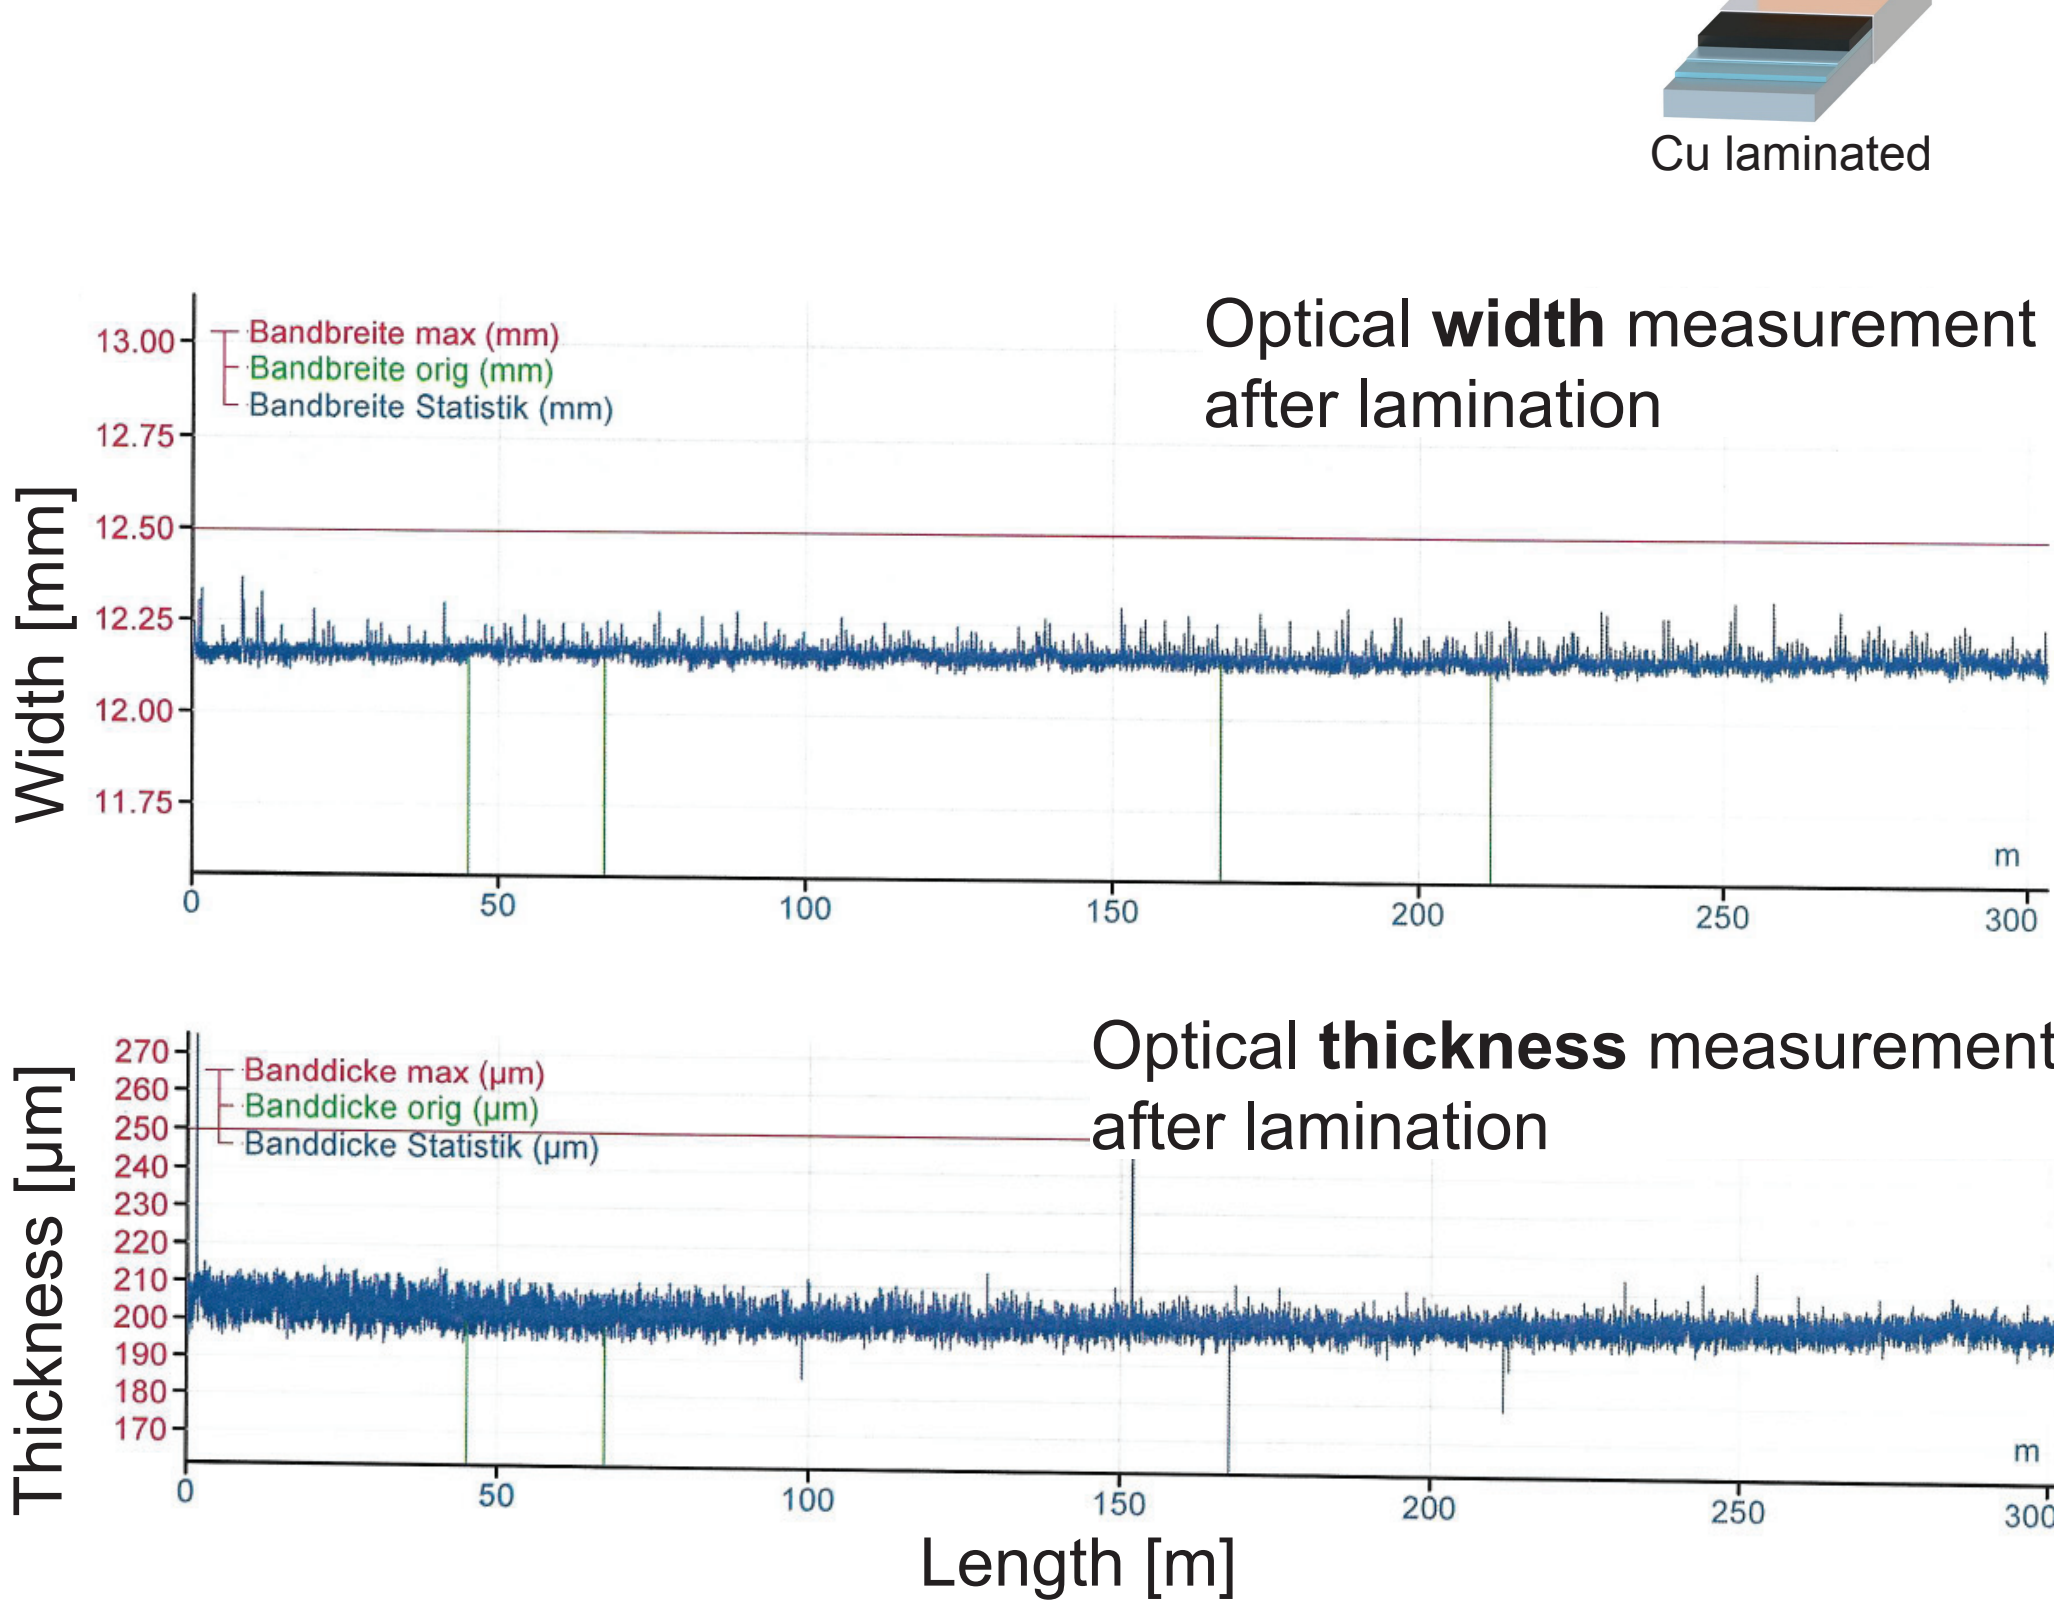 Cu laminated
Optical width measurement
after lamination
Width [mm]
13.00
12.75
12.50
12.25
12.00
11.75
Bandbreite max (mm)
Bandbreite orig (mm)
Bandbreite Statistik (mm)
m
0 50 100 150 200 250 300
Optical thickness measurement
after lamination
Thickness [µm]
270
260
250
240
230
220
210
200
190
180
170
Banddicke max (µm)
Banddicke orig (µm)
Banddicke Statistik (µm)
m
0 50 100 150 200 250 300
Length [m]